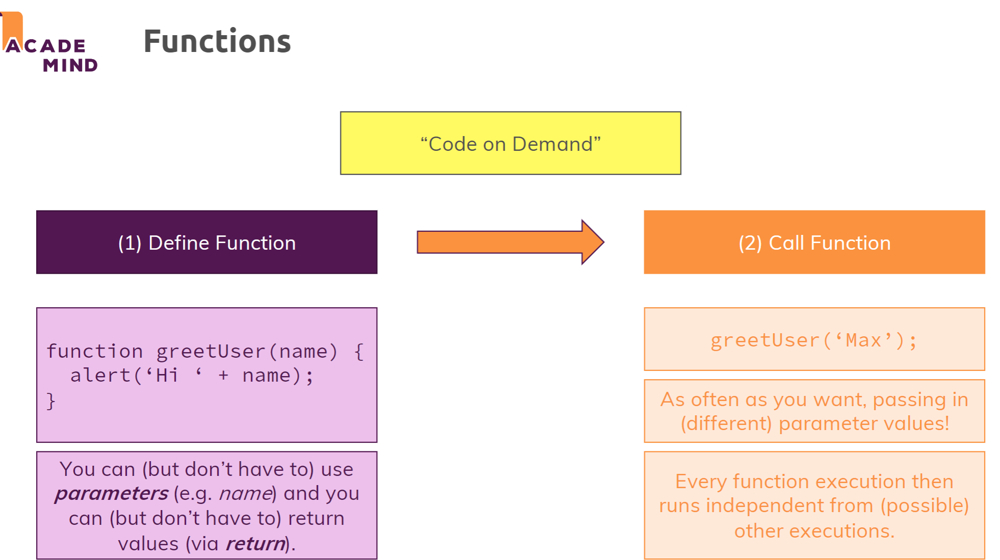 ACADE
MIND
Functions
“Code on Demand”
(1) Define Function
(2) Call Function
function greetUser(name) {
  alert(‘Hi ‘ + name);
}
You can (but don’t have to) use
parameters (e.g. name) and you
can (but don’t have to) return
values (via return).
greetUser(‘Max’);
As often as you want, passing in
(different) parameter values!
Every function execution then
runs independent from (possible)
other executions.